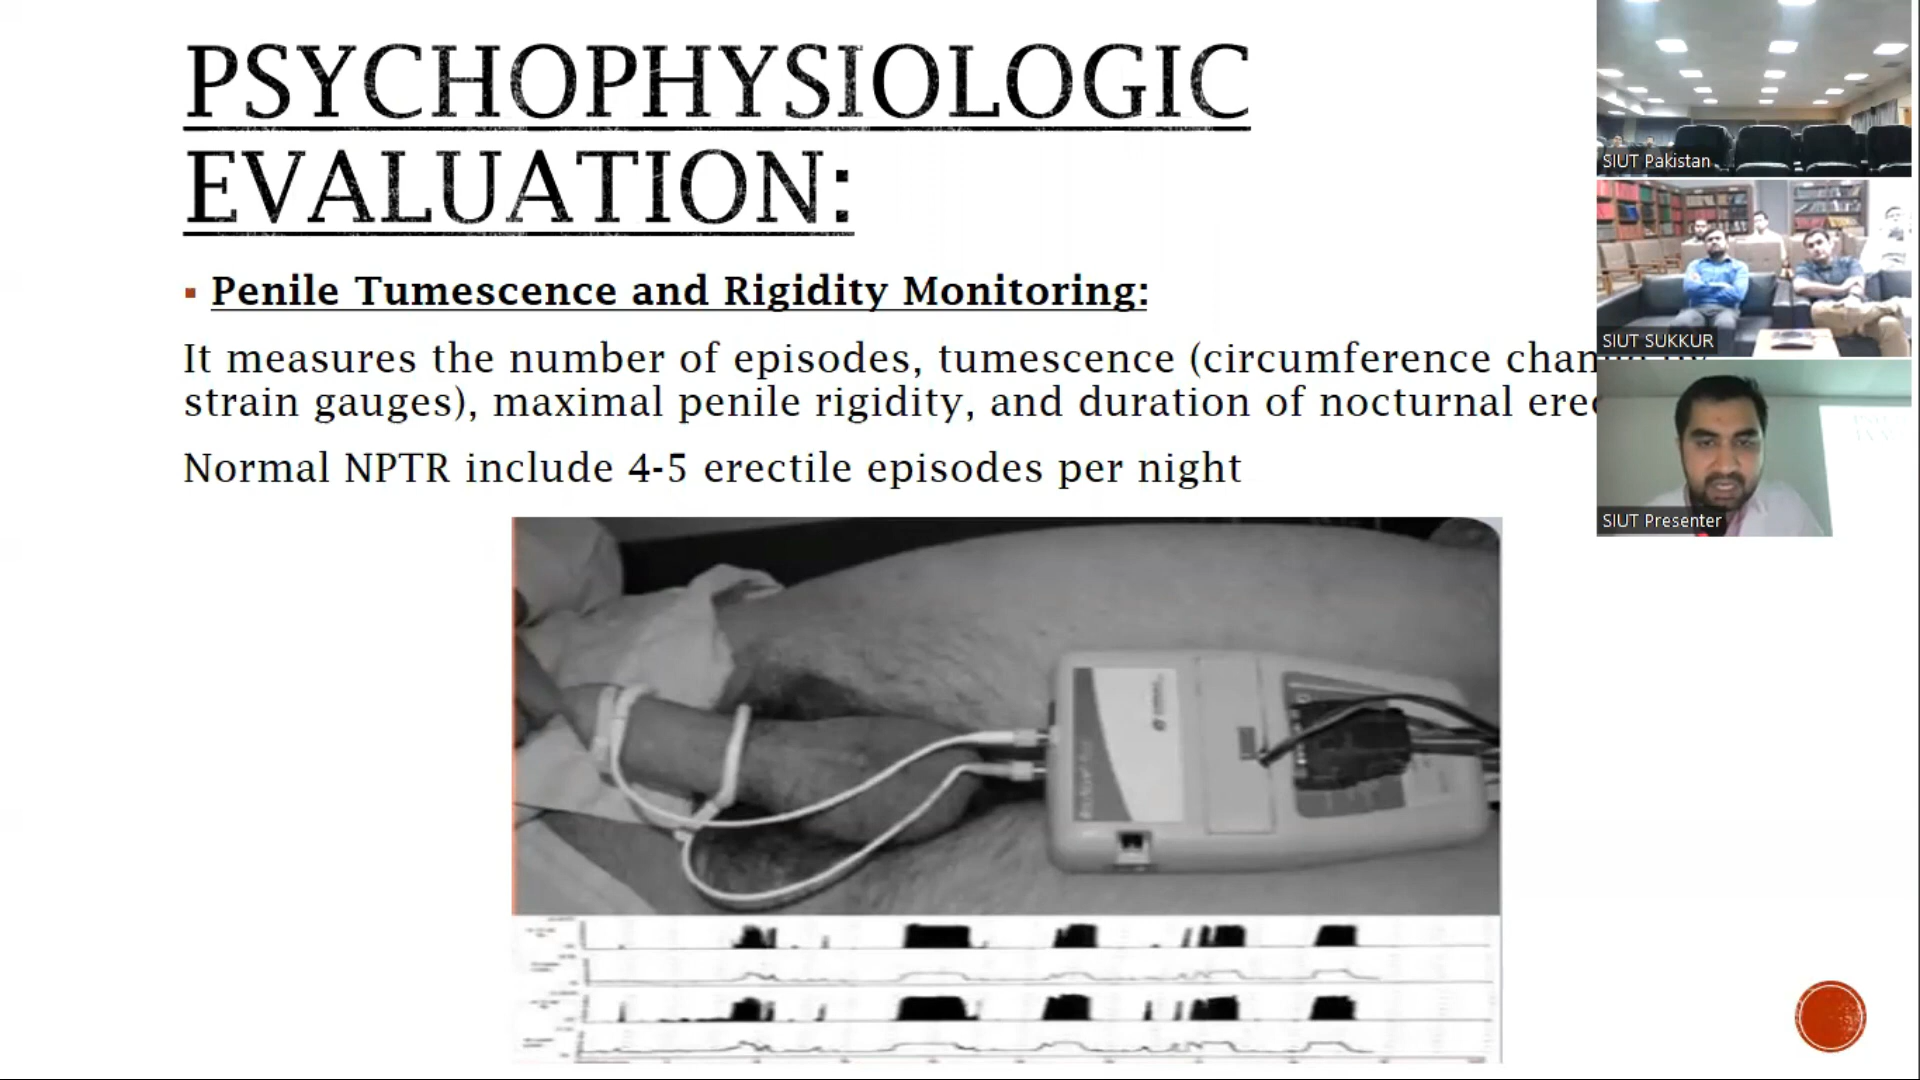 PSYCHOPHYSIOLOGIC
EVALUATION:
Penile Tumescence and Rigidity Monitoring:
It measures the number of episodes, tumescence (circumference
strain gauges), maximal penile rigidity, and duration of nocturnal
Normal NPTR include 4-5 erectile episodes per night
SIUT Pakistan
SIUT SUKKUR
SIUT Presenter